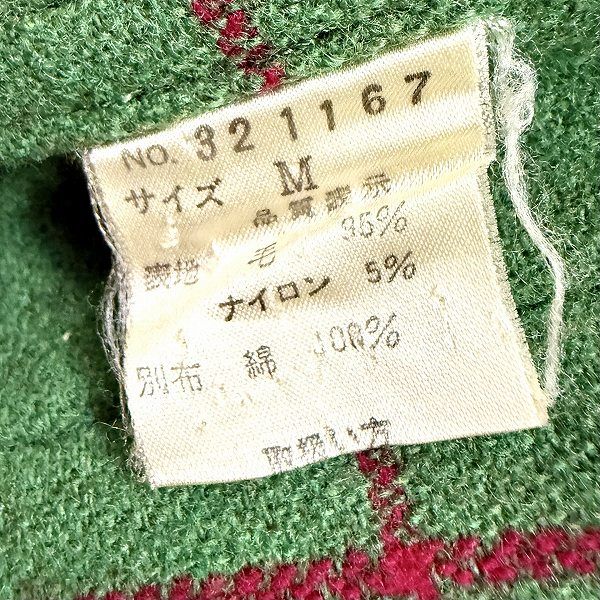 NO. 321167
サイズ M
品質表示
表地 毛 95%
ナイロン 5%
別布 綿 100%
取扱い方